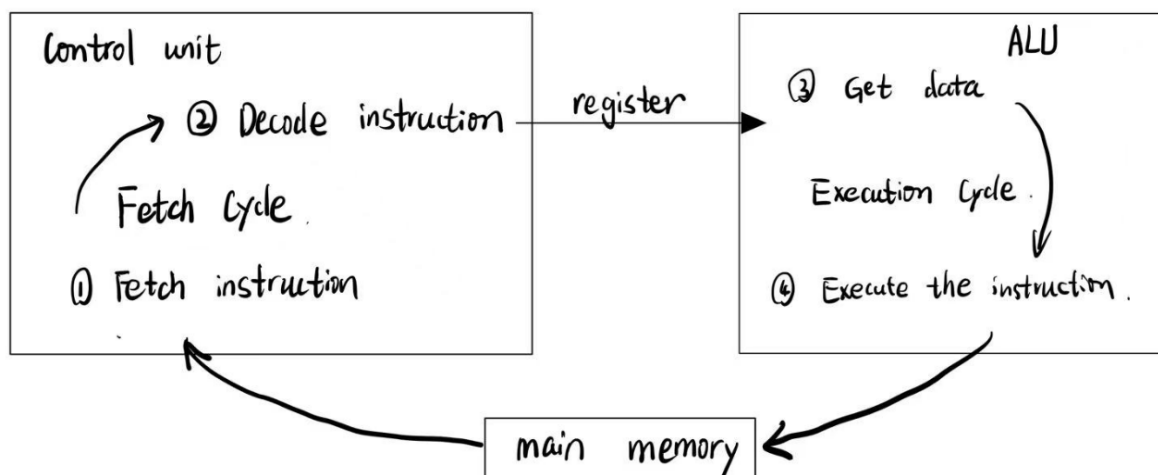 Control unit
② Decode instruction
Fetch Cycle.
① Fetch instruction
register
ALU
③ Get data
Execution Cycle.
④ Execute the instruction.
main memory